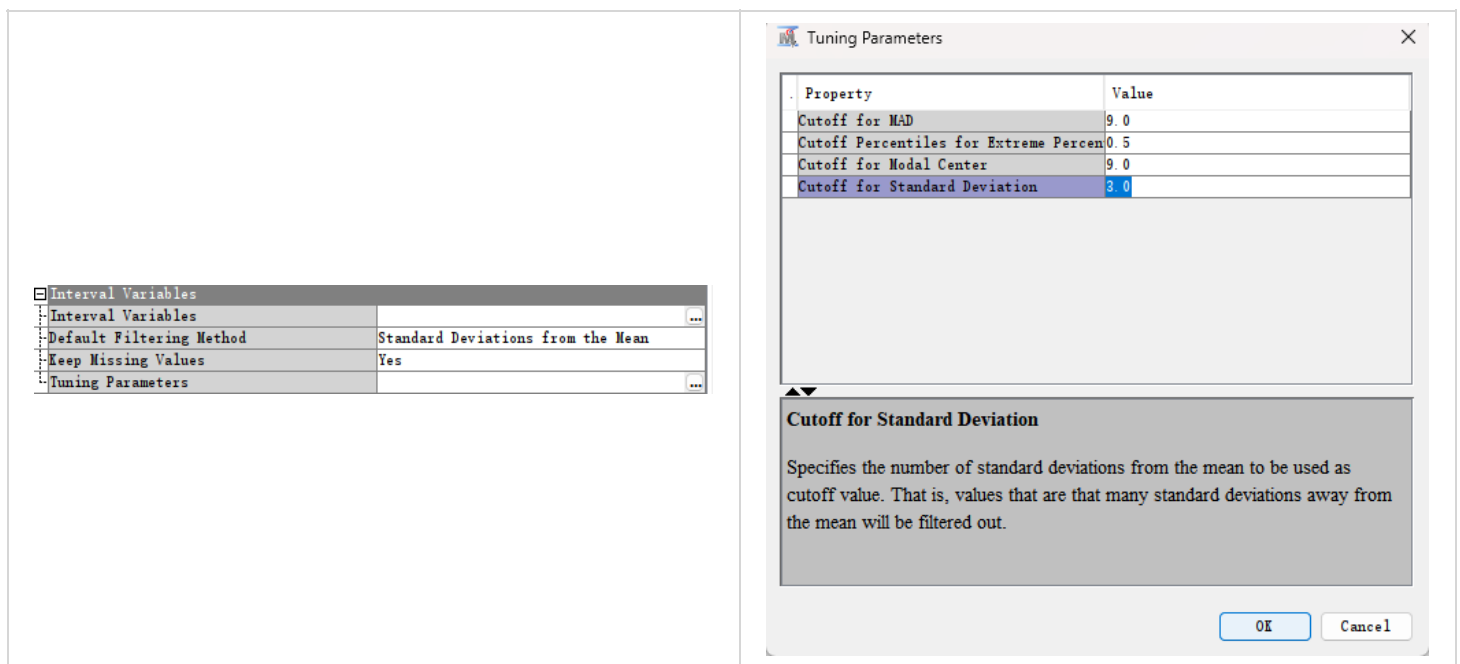 Interval Variables
Interval Variables ...
Default Filtering Method Standard Deviations from the Mean
Keep Missing Values Yes
Tuning Parameters ...
Tuning Parameters
. Property Value
Cutoff for MAD 9.0
Cutoff Percentiles for Extreme Percen 0.5
Cutoff for Modal Center 9.0
Cutoff for Standard Deviation 3.0
Cutoff for Standard Deviation
Specifies the number of standard deviations from the mean to be used as
cutoff value. That is, values that are that many standard deviations away from
the mean will be filtered out.
OK Cancel